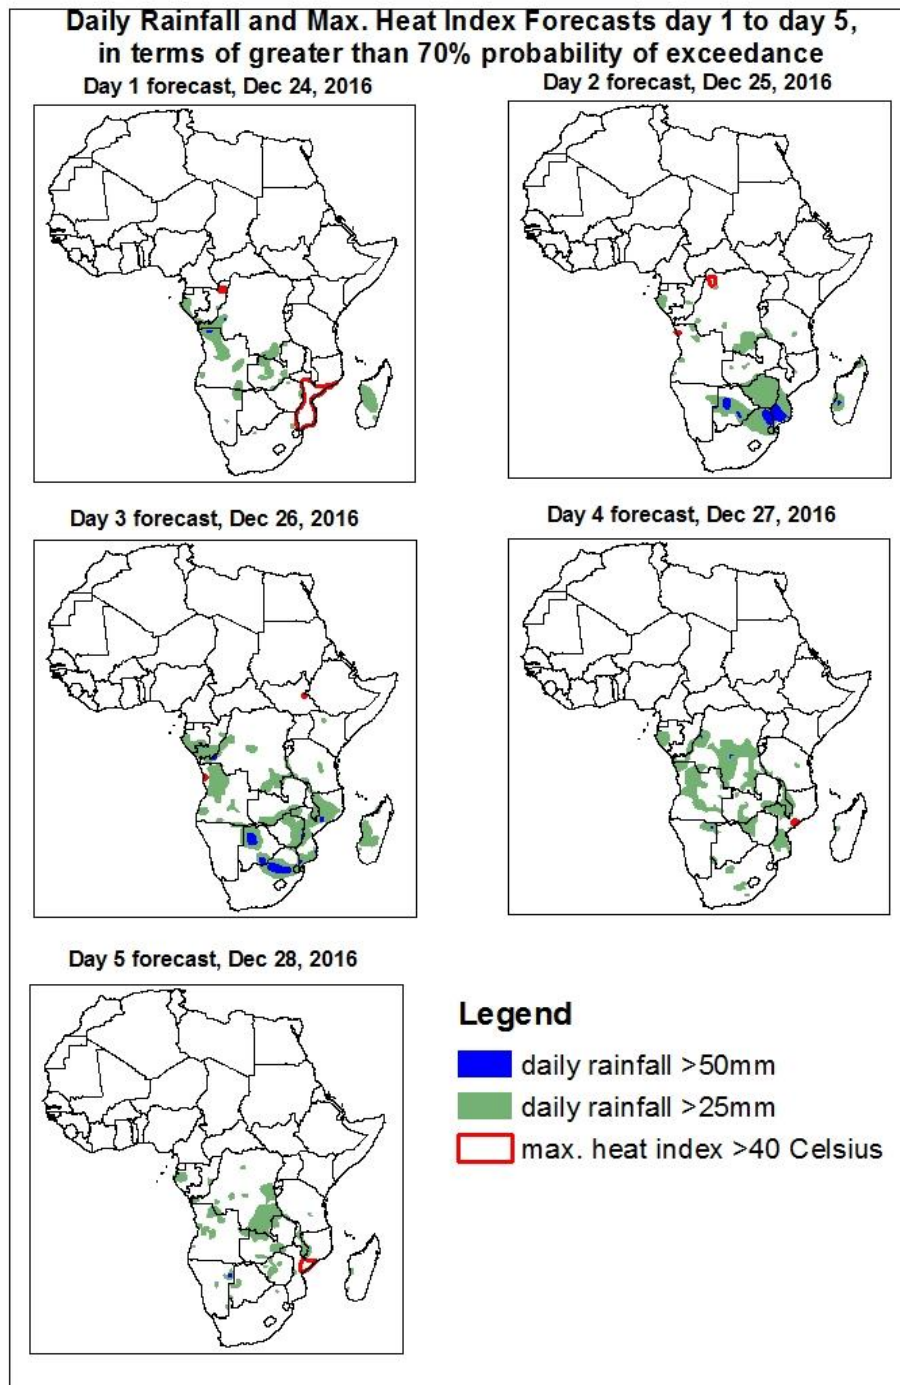 Daily Rainfall and Max. Heat Index Forecasts day 1 to day 5,
in terms of greater than 70% probability of exceedance
Day 1 forecast, Dec 24, 2016
Day 2 forecast, Dec 25, 2016
Day 3 forecast, Dec 26, 2016
Day 4 forecast, Dec 27, 2016
Day 5 forecast, Dec 28, 2016
Legend
daily rainfall >50mm
daily rainfall >25mm
max. heat index >40 Celsius